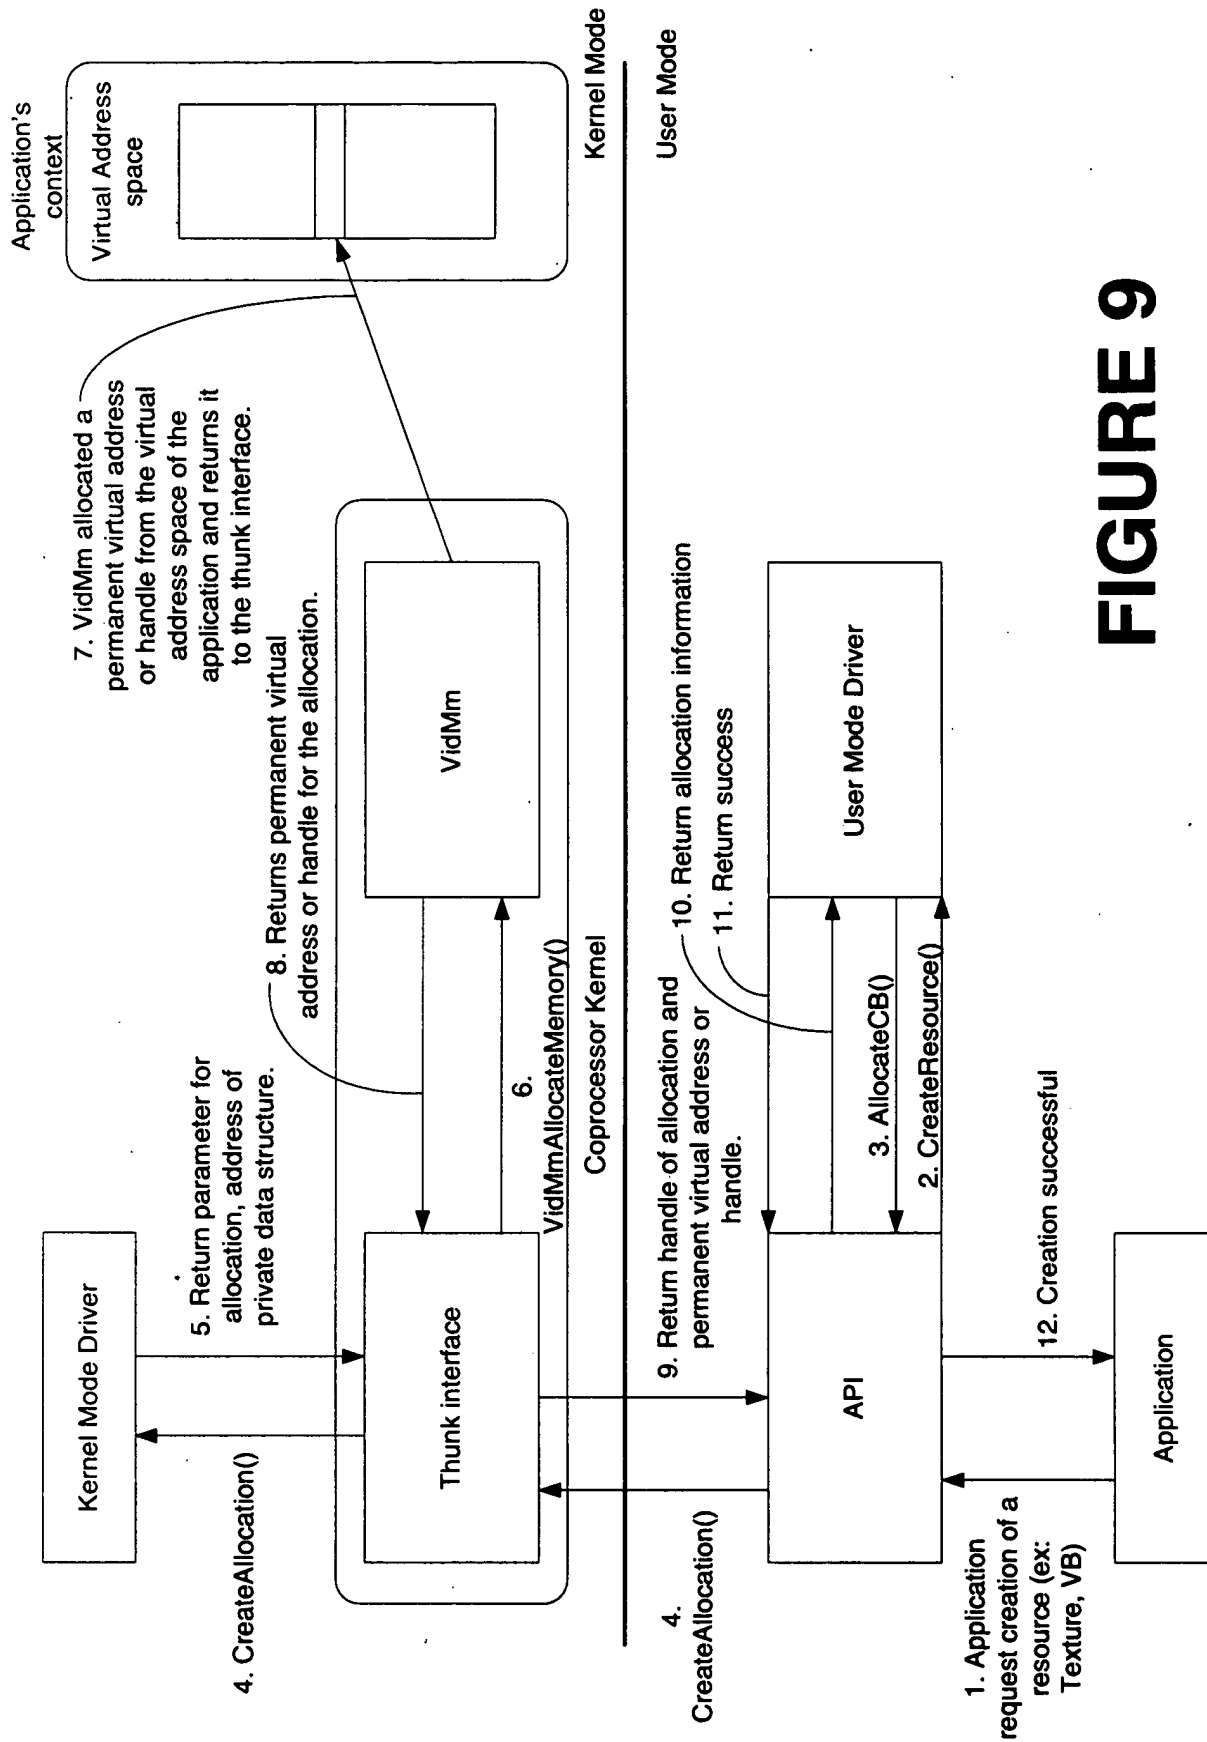 Application's
context
Virtual Address
space
Kernel Mode
User Mode
7. VidMm allocated a
permanent virtual address
or handle from the virtual
address space of the
application and returns it
to the thunk interface.
8. Returns permanent virtual
address or handle for the allocation.
VidMm
6.
VidMmAllocateMemory()
Coprocessor Kernel
5. Return parameter for
allocation, address of
private data structure.
Kernel Mode Driver
4. CreateAllocation()
Thunk interface
4.
CreateAllocation()
9. Return handle of allocation and
permanent virtual address or
handle.
10. Return allocation information
11. Return success
User Mode Driver
3. AllocateCB()
2. CreateResource()
API
12. Creation successful
Application
1. Application
request creation of a
resource (ex:
Texture, VB)
FIGURE 9